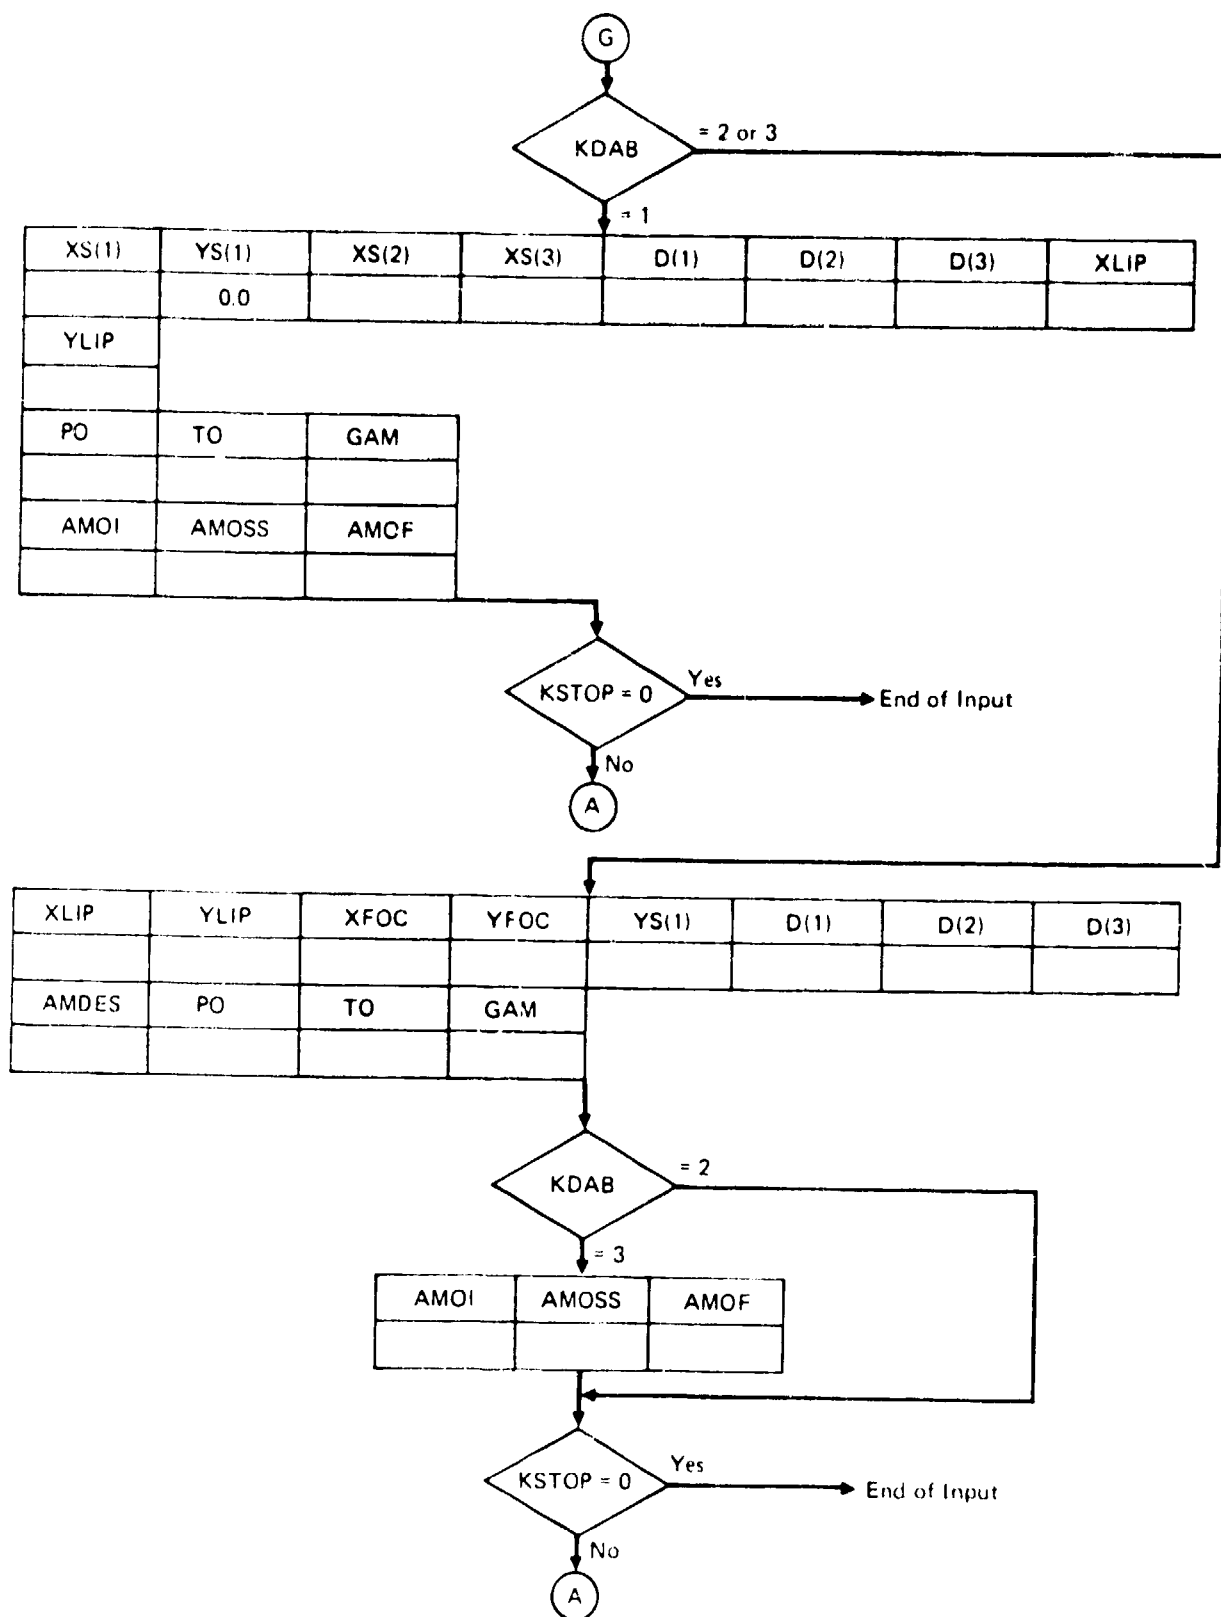 G
KDAB
= 2 or 3
= 1
XS(1) YS(1) XS(2) XS(3) D(1) D(2) D(3) XLIP
0.0
YLIP
PO TO GAM
AMOI AMOSS AMOF
KSTOP = 0
Yes
End of Input
No
A
XLIP YLIP XFOC YFOC YS(1) D(1) D(2) D(3)
AMDES PO TO GAM
KDAB
= 2
= 3
AMOI AMOSS AMOF
KSTOP = 0
Yes
End of Input
No
A